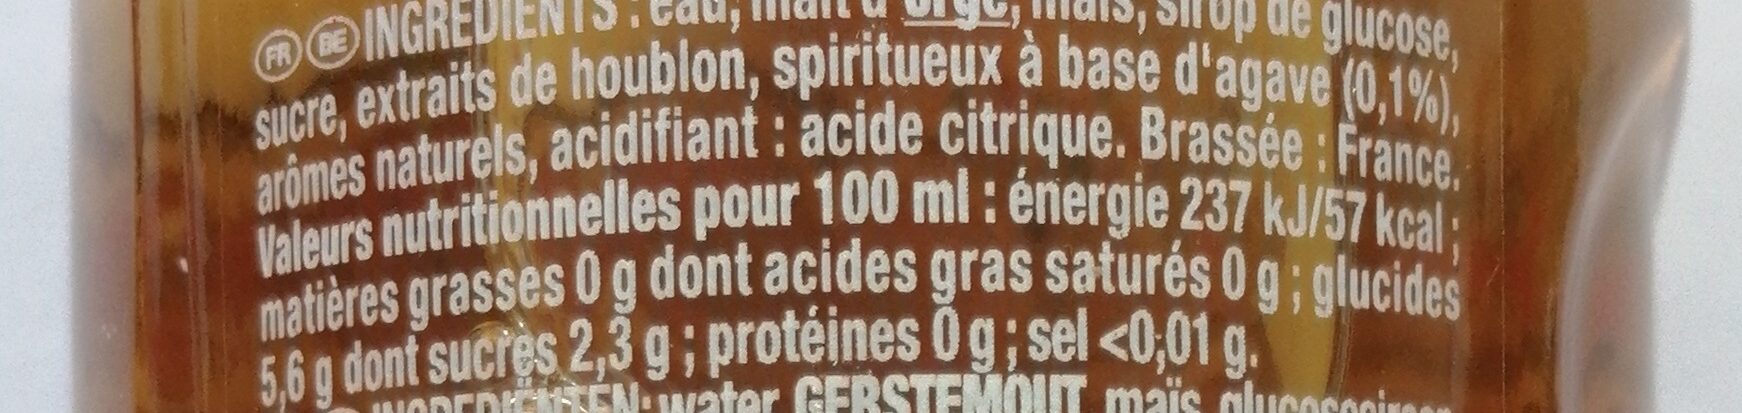 FR BE INGRÉDIENTS : eau, malt d'orge, maïs, sirop de glucose,
sucre, extraits de houblon, spiritueux à base d'agave (0,1%),
arômes naturels, acidifiant : acide citrique. Brassée : France.
Valeurs nutritionnelles pour 100 ml : énergie 237 kJ/57 kcal ;
matières grasses 0 g dont acides gras saturés 0 g ; glucides
5,6 g dont sucres 2,3 g ; protéines 0 g ; sel <0,01 g.
INGREDIËNTEN: water, GERSTEMOUT, maïs, glucosesiroop